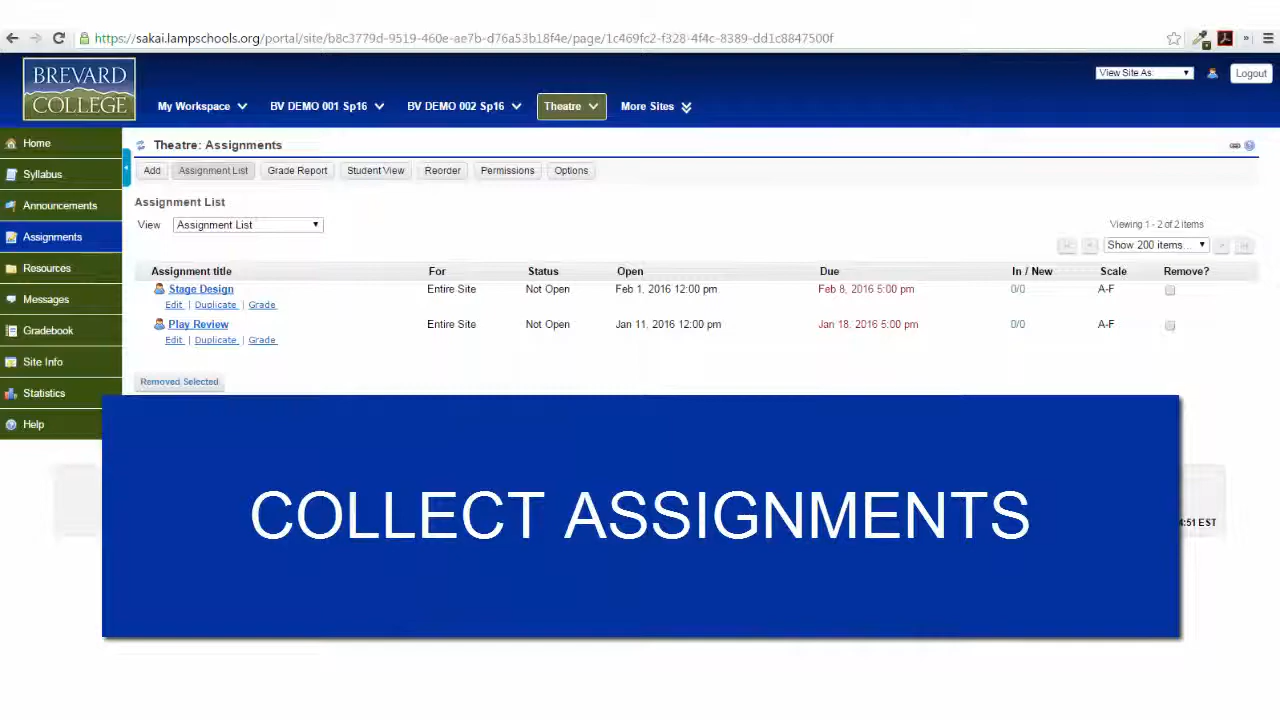 https://sakai.lampschools.org/portal/site/b8c3779d-9519-460e-ae7b-d76a53b18f4e/page/1c469fc2-f328-4f4c-8389-dd1c8847500f
BREVARD
COLLEGE
My Workspace
BV DEMO 001 Sp16
BV DEMO 002 Sp16
Theatre
More Sites
View Site As:
Logout
Home
Syllabus
Announcements
Assignments
Resources
Messages
Gradebook
Site Info
Statistics
Help
Theatre: Assignments
Add Assignment List Grade Report Student View Reorder Permissions Options
Assignment List
View Assignment List
Viewing 1 - 2 of 2 items
Show 200 items...
Assignment title For Status Open Due In / New Scale Remove?
Stage Design Entire Site Not Open Feb 1, 2016 12:00 pm Feb 8, 2016 5:00 pm 0/0 A-F
Edit | Duplicate | Grade
Play Review Entire Site Not Open Jan 11, 2016 12:00 pm Jan 18, 2016 5:00 pm 0/0 A-F
Edit | Duplicate | Grade
Removed Selected
COLLECT ASSIGNMENTS
4:51 EST